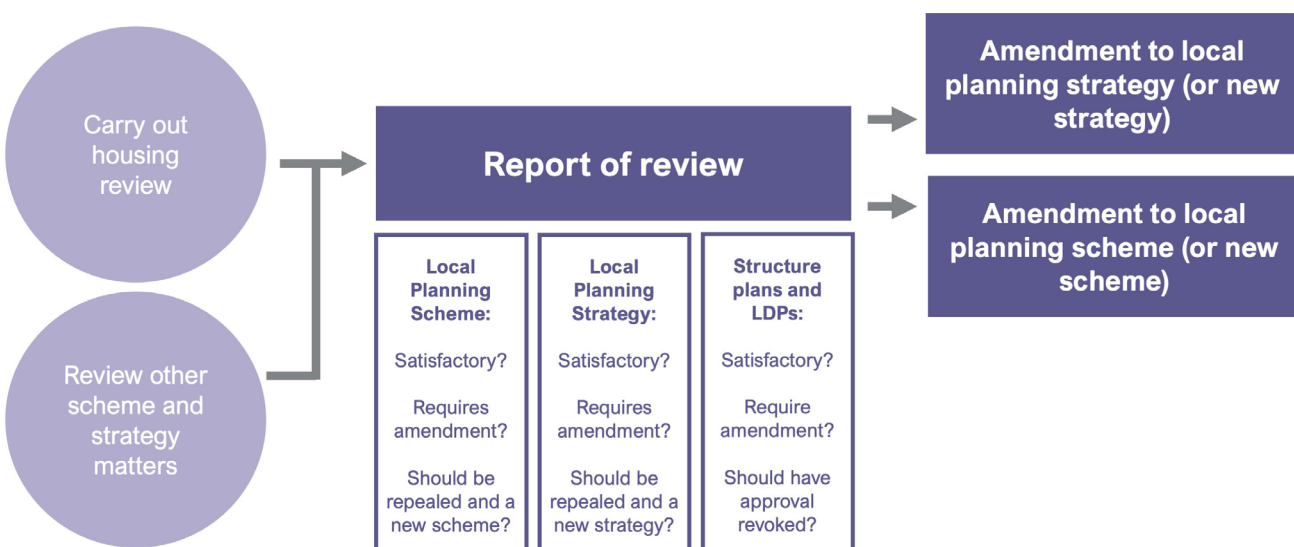 Carry out
housing
review
Review other
scheme and
strategy
matters
Report of review
Local
Planning
Scheme:
Satisfactory?
Requires
amendment?
Should be
repealed and a
new scheme?
Local
Planning
Strategy:
Satisfactory?
Requires
amendment?
Should be
repealed and a
new strategy?
Structure
plans and
LDPs:
Satisfactory?
Require
amendment?
Should have
approval
revoked?
Amendment to local
planning strategy (or new
strategy)
Amendment to local
planning scheme (or new
scheme)